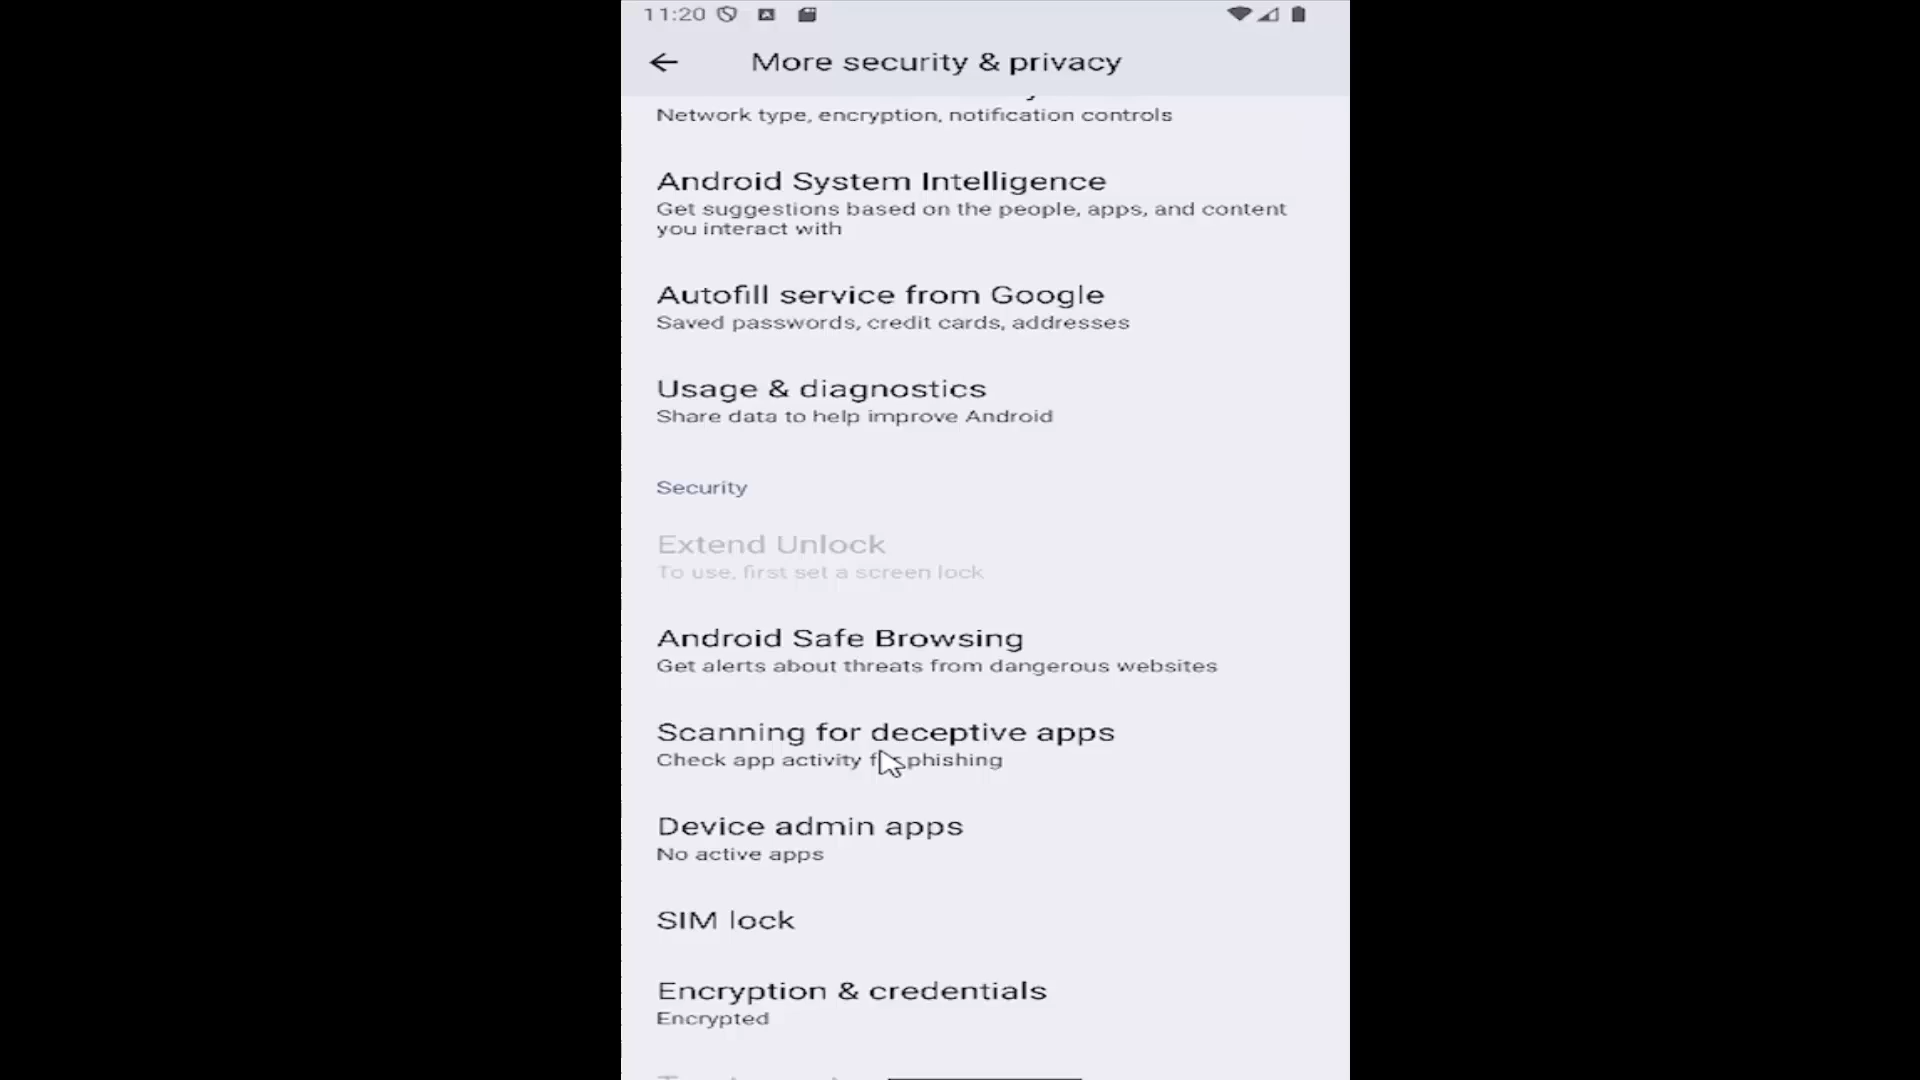 11:20
More security & privacy
Network type, encryption, notification controls
Android System Intelligence
Get suggestions based on the people, apps, and content
you interact with
Autofill service from Google
Saved passwords, credit cards, addresses
Usage & diagnostics
Share data to help improve Android
Security
Extend Unlock
To use, first set a screen lock
Android Safe Browsing
Get alerts about threats from dangerous websites
Scanning for deceptive apps
Check app activity for phishing
Device admin apps
No active apps
SIM lock
Encryption & credentials
Encrypted